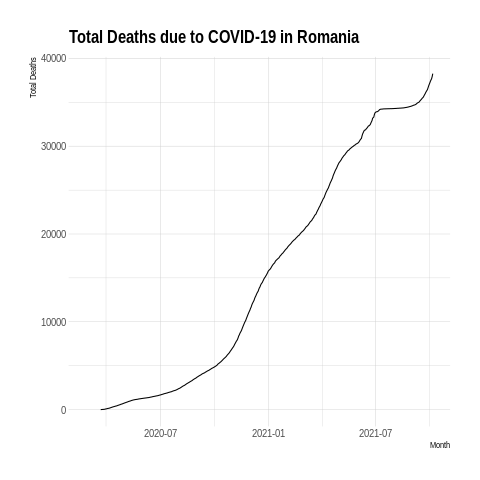 Total Deaths due to COVID-19 in Romania
Total Deaths
40000
30000
20000
10000
0
2020-07 2021-01 2021-07
Month